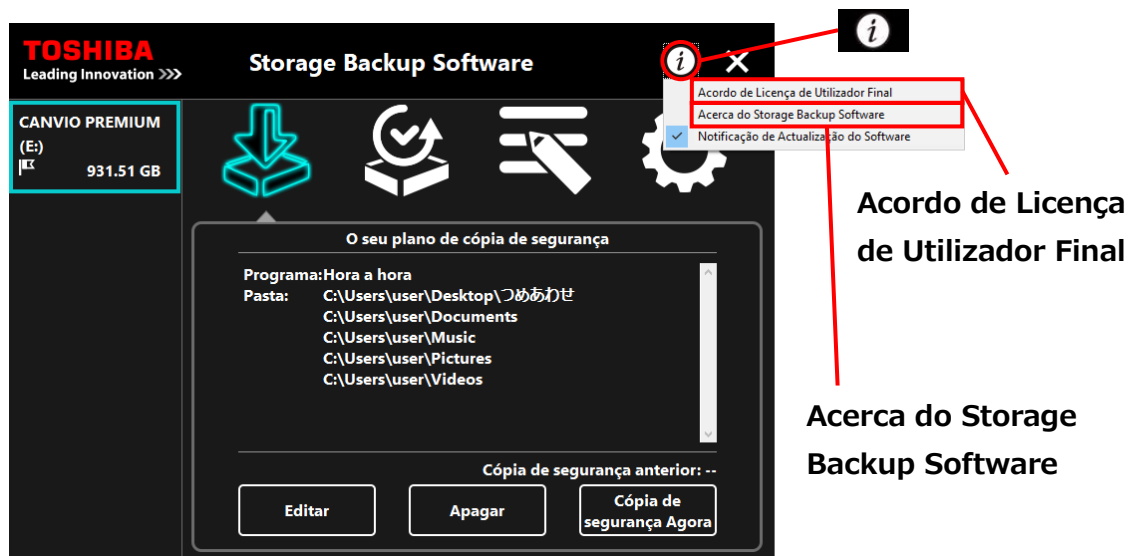 TOSHIBA
Leading Innovation >>>
Storage Backup Software
i
i
Acordo de Licença de Utilizador Final
Acerca do Storage Backup Software
Notificação de Actualização do Software
CANVIO PREMIUM
(E:)
931.51 GB
Acordo de Licença
de Utilizador Final
O seu plano de cópia de segurança
Programa:Hora a hora
Pasta: C:\Users\user\Desktop\つめあわせ
C:\Users\user\Documents
C:\Users\user\Music
C:\Users\user\Pictures
C:\Users\user\Videos
Acerca do Storage
Backup Software
Cópia de segurança anterior: --
Editar
Apagar
Cópia de
segurança Agora